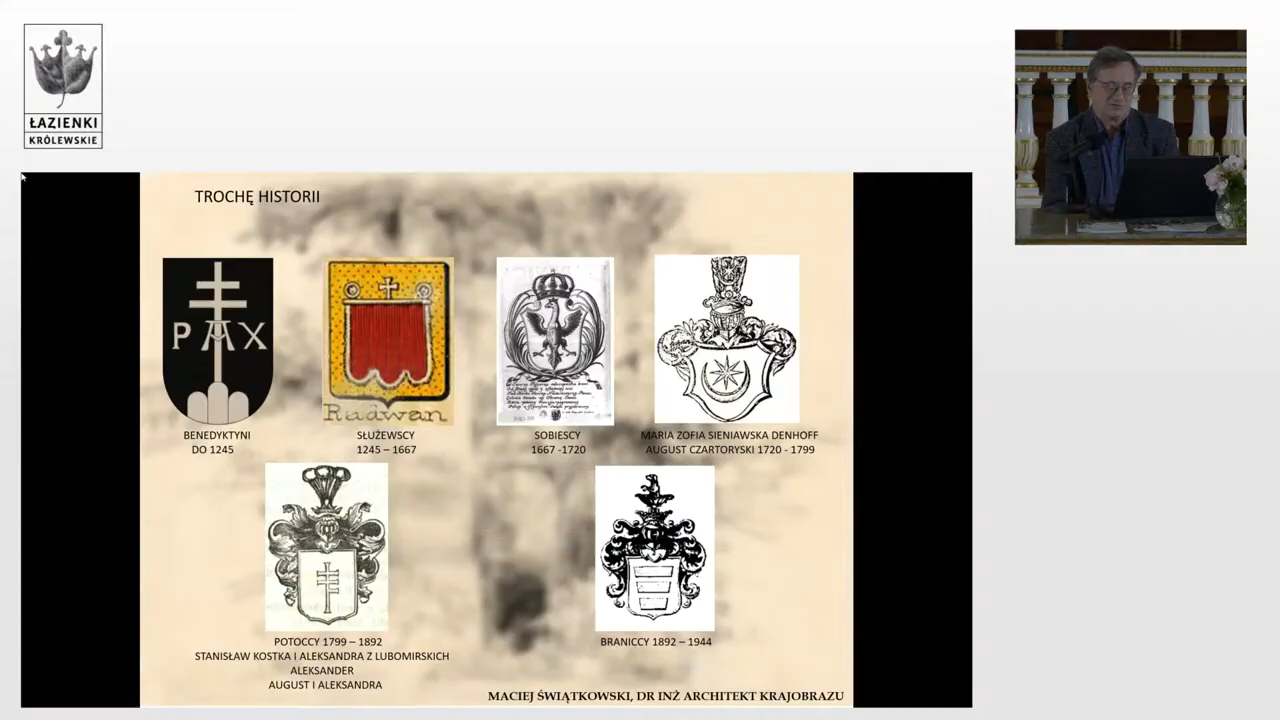 ŁAZIENKI
KRÓLEWSKIE
TROCHĘ HISTORII
PAX
Radwan
BENEDYKTYNI
DO 1245
SŁUŻEWSCY
1245 – 1667
SOBIESCY
1667 -1720
MARIA ZOFIA SIENIAWSKA DENHOFF
AUGUST CZARTORYSKI 1720 - 1799
POTOCCY 1799 – 1892
STANISŁAW KOSTKA I ALEKSANDRA Z LUBOMIRSKICH
ALEKSANDER
AUGUST I ALEKSANDRA
BRANICCY 1892 – 1944
MACIEJ ŚWIĄTKOWSKI, DR INŻ ARCHITEKT KRAJOBRAZU